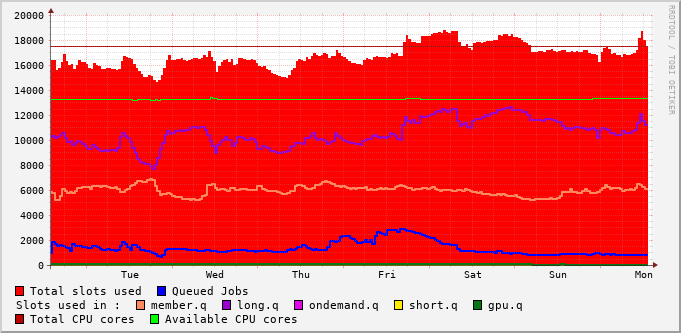 RRDTOOL / TOBI OETIKER
20000
18000
16000
14000
12000
10000
8000
6000
4000
2000
0
Tue Wed Thu Fri Sat Sun Mon
Total slots used Queued Jobs
Slots used in : member.q long.q ondemand.q short.q gpu.q
Total CPU cores Available CPU cores